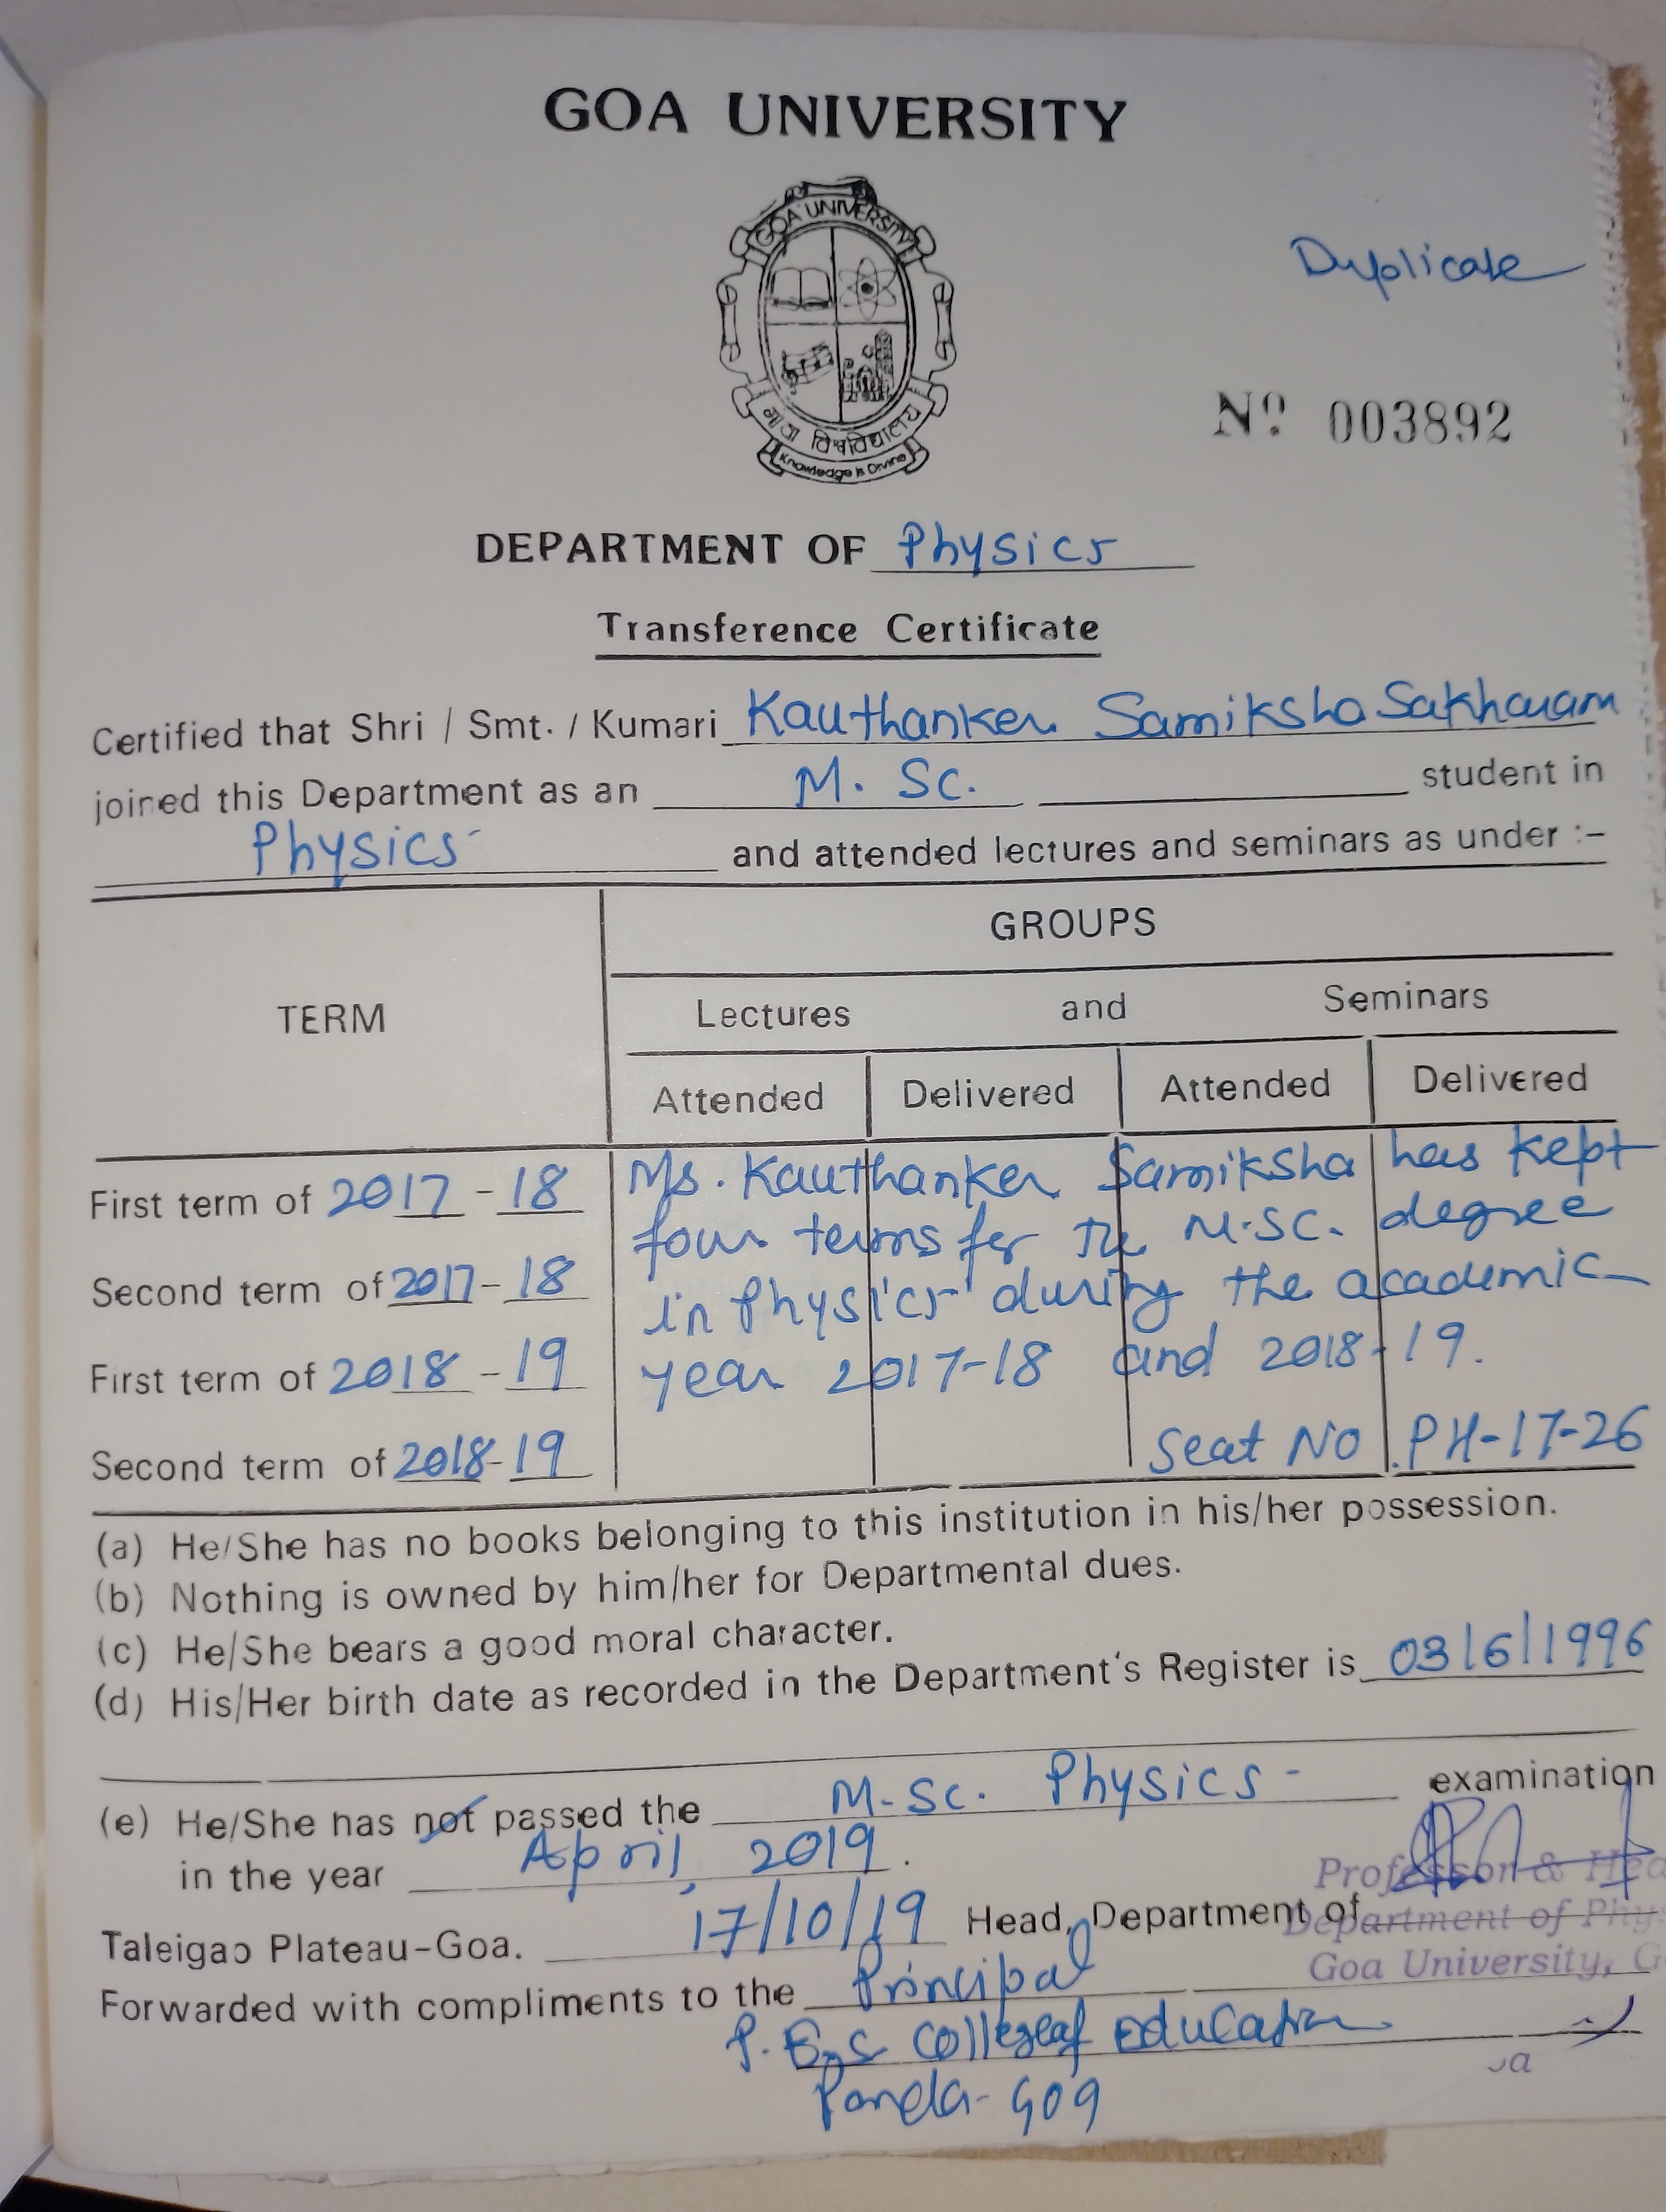 GOA UNIVERSITY
GOA UNIVERSITY
गोंय विश्वविद्यालय
Knowledge is Divine
Duplicate
Nº 003892
DEPARTMENT OF Physics
Transference Certificate
Certified that Shri / Smt. / Kumari Kauthanker Samiksha Sakharam
joined this Department as an M. Sc. student in
Physics and attended lectures and seminars as under :-
GROUPS
TERM
Lectures and Seminars
Attended Delivered Attended Delivered
First term of 2017-18 Ms. Kauthanker Samiksha has kept
four terms for the M.Sc. degree
Second term of 2017-18 in Physics during the academic
First term of 2018-19 year 2017-18 and 2018-19.
Second term of 2018-19 Seat No. PH-17-26
(a) He/She has no books belonging to this institution in his/her possession.
(b) Nothing is owned by him/her for Departmental dues.
(c) He/She bears a good moral character.
(d) His/Her birth date as recorded in the Department's Register is 03/6/1996
(e) He/She has not passed the M.Sc. Physics examination
in the year April, 2019.
Professor & Hea
Taleigao Plateau-Goa. 17/10/19 Head, Department of
Department of Phys
Goa University, G
Forwarded with compliments to the Principal
P.E.S College of Education
Ponda-Goa